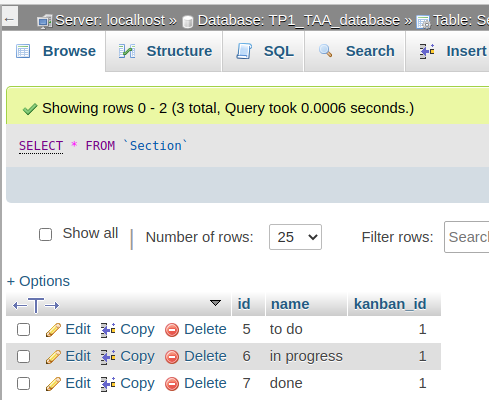 Server: localhost » Database: TP1_TAA_database » Table: Se
Browse Structure SQL Search Insert
Showing rows 0 - 2 (3 total, Query took 0.0006 seconds.)
SELECT * FROM `Section`
Show all | Number of rows: 25 Filter rows: Searc
+ Options
←T→ ▼ id name kanban_id
Edit Copy Delete 5 to do 1
Edit Copy Delete 6 in progress 1
Edit Copy Delete 7 done 1